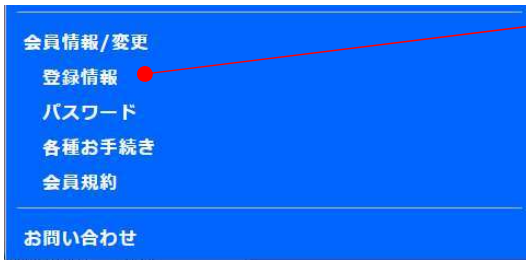 会員情報/変更
登録情報
パスワード
各種お手続き
会員規約
お問い合わせ